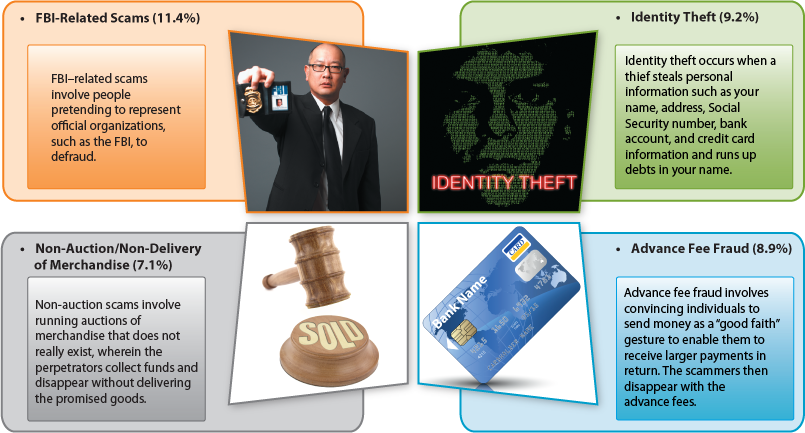 • FBI-Related Scams (11.4%)
FBI–related scams
involve people
pretending to represent
official organizations,
such as the FBI, to
defraud.
FBI
• Identity Theft (9.2%)
Identity theft occurs when a
thief steals personal
information such as your
name, address, Social
Security number, bank
account, and credit card
information and runs up
debts in your name.
IDENTITY THEFT
• Non-Auction/Non-Delivery
of Merchandise (7.1%)
Non-auction scams involve
running auctions of
merchandise that does not
really exist, wherein the
perpetrators collect funds and
disappear without delivering
the promised goods.
SOLD
• Advance Fee Fraud (8.9%)
Advance fee fraud involves
convincing individuals to
send money as a “good faith”
gesture to enable them to
receive larger payments in
return. The scammers then
disappear with the
advance fees.
CARD
Bank Name
CARDHOLDER NAME